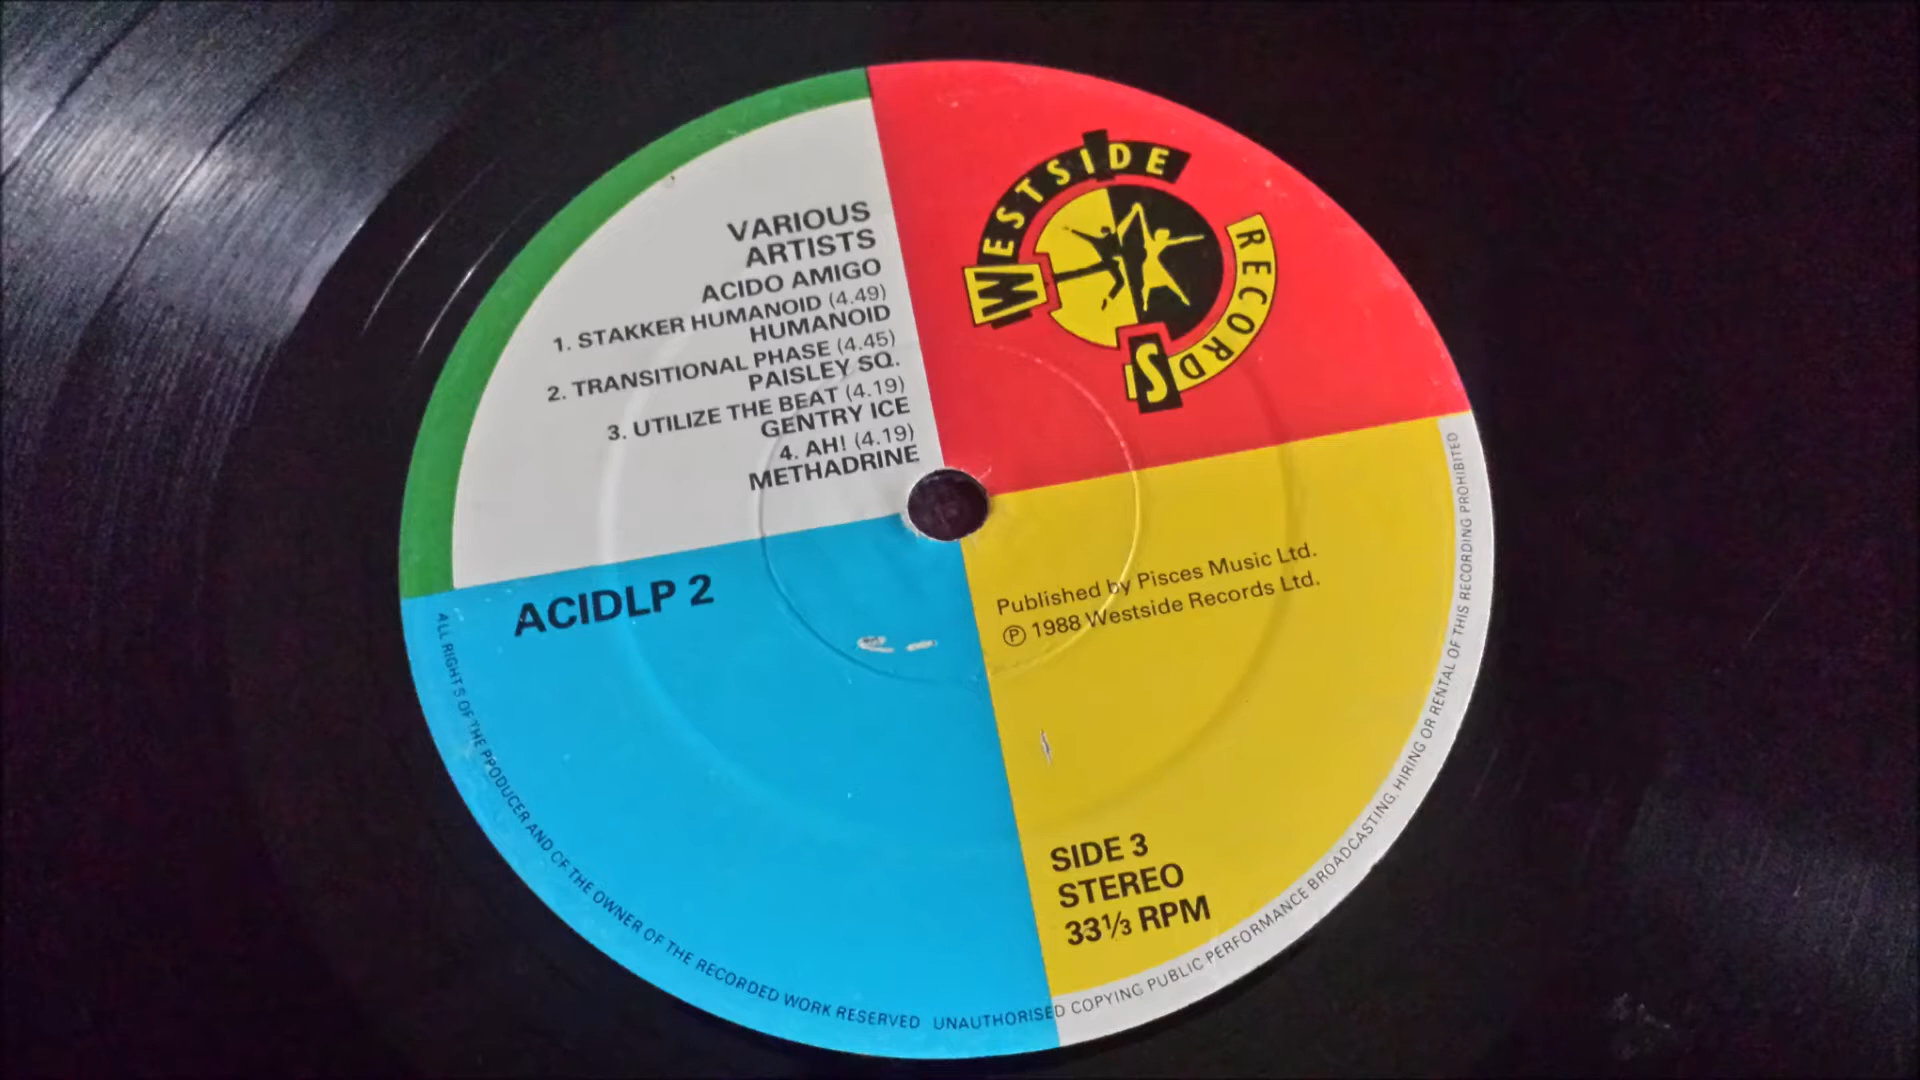 VARIOUS
ARTISTS
ACIDO AMIGO
1. STAKKER HUMANOID (4.49)
HUMANOID
2. TRANSITIONAL PHASE (4.45)
PAISLEY SQ.
3. UTILIZE THE BEAT (4.19)
GENTRY ICE
4. AH! (4.19)
METHADRINE
WESTSIDE
RECORDS
ACIDLP 2
Published by Pisces Music Ltd.
℗ 1988 Westside Records Ltd.
SIDE 3
STEREO
33⅓ RPM
ALL RIGHTS OF THE PRODUCER AND OF THE OWNER OF THE RECORDED WORK RESERVED UNAUTHORISED COPYING PUBLIC PERFORMANCE BROADCASTING, HIRING OR RENTAL OF THIS RECORDING PROHIBITED